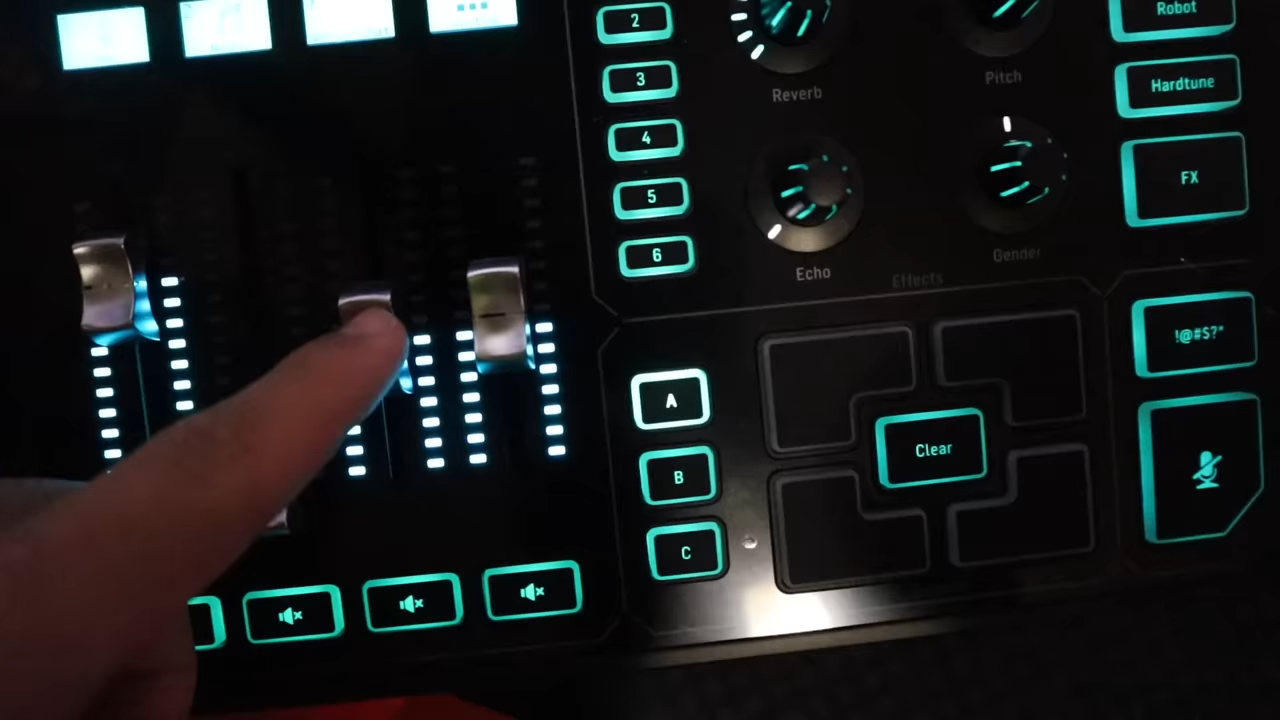 2
3
4
5
6
Reverb
Pitch
Echo
Gender
Effects
Robot
Hardtune
FX
!@#$?*
A
B
C
Clear